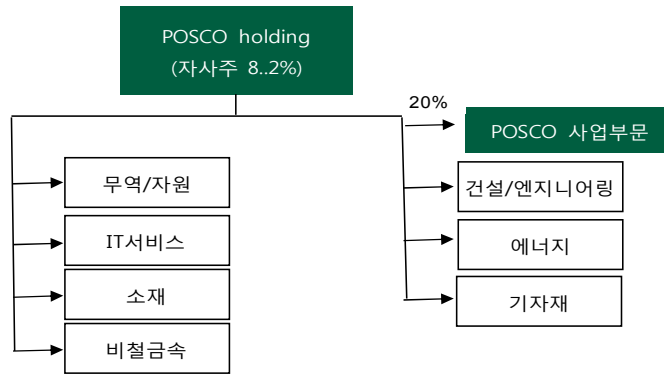 POSCO holding
(자사주 8..2%)
20%
POSCO 사업부문
무역/자원
건설/엔지니어링
IT서비스
에너지
소재
기자재
비철금속